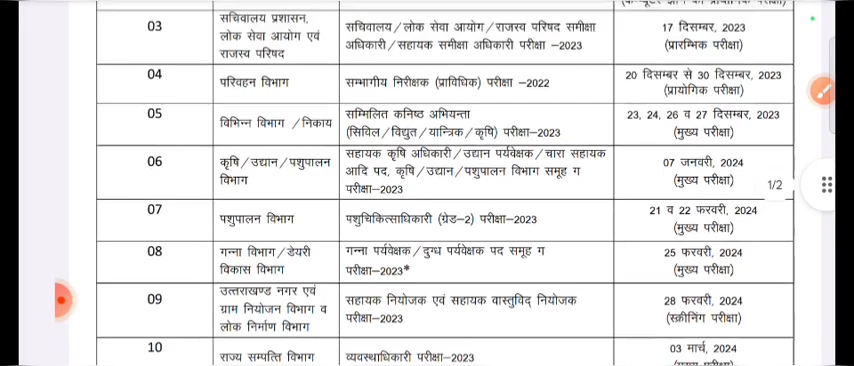 03
सचिवालय प्रशासन,
लोक सेवा आयोग एवं
राजस्व परिषद
सचिवालय/लोक सेवा आयोग/राजस्व परिषद समीक्षा
अधिकारी/सहायक समीक्षा अधिकारी परीक्षा –2023
17 दिसम्बर, 2023
(प्रारम्भिक परीक्षा)
04
परिवहन विभाग
सम्भागीय निरीक्षक (प्राविधिक) परीक्षा –2022
20 दिसम्बर से 30 दिसम्बर, 2023
(प्रायोगिक परीक्षा)
05
विभिन्न विभाग /निकाय
सम्मिलित कनिष्ठ अभियन्ता
(सिविल/विद्युत/यान्त्रिक/कृषि) परीक्षा–2023
23, 24, 26 व 27 दिसम्बर, 2023
(मुख्य परीक्षा)
06
कृषि/उद्यान/पशुपालन
विभाग
सहायक कृषि अधिकारी/उद्यान पर्यवेक्षक/चारा सहायक
आदि पद, कृषि/उद्यान/पशुपालन विभाग समूह ग
परीक्षा–2023
07 जनवरी, 2024
(मुख्य परीक्षा)
1/2
07
पशुपालन विभाग
पशुचिकित्साधिकारी (ग्रेड–2) परीक्षा–2023
21 व 22 फरवरी, 2024
(मुख्य परीक्षा)
08
गन्ना विभाग/डेयरी
विकास विभाग
गन्ना पर्यवेक्षक/दुग्ध पर्यवेक्षक पद समूह ग
परीक्षा–2023*
25 फरवरी, 2024
(मुख्य परीक्षा)
09
उत्तराखण्ड नगर एवं
ग्राम नियोजन विभाग व
लोक निर्माण विभाग
सहायक नियोजक एवं सहायक वास्तुविद् नियोजक
परीक्षा–2023
28 फरवरी, 2024
(स्क्रीनिंग परीक्षा)
10
राज्य सम्पत्ति विभाग
व्यवस्थाधिकारी परीक्षा–2023
03 मार्च, 2024